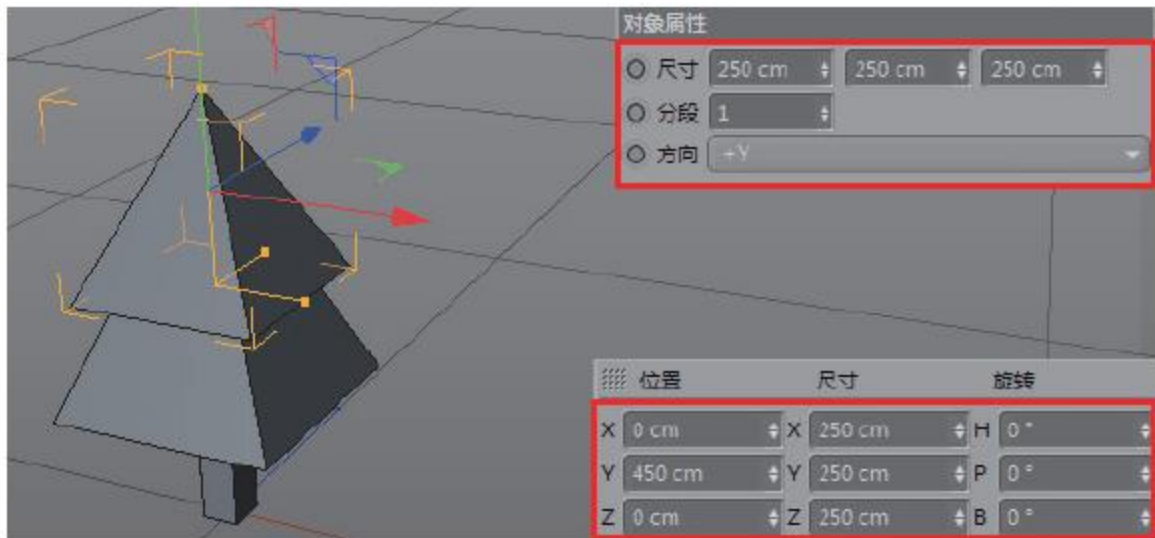 对象属性
尺寸 250 cm 250 cm 250 cm
分段 1
方向 +Y
位置 尺寸 旋转
X 0 cm X 250 cm H 0 °
Y 450 cm Y 250 cm P 0 °
Z 0 cm Z 250 cm B 0 °